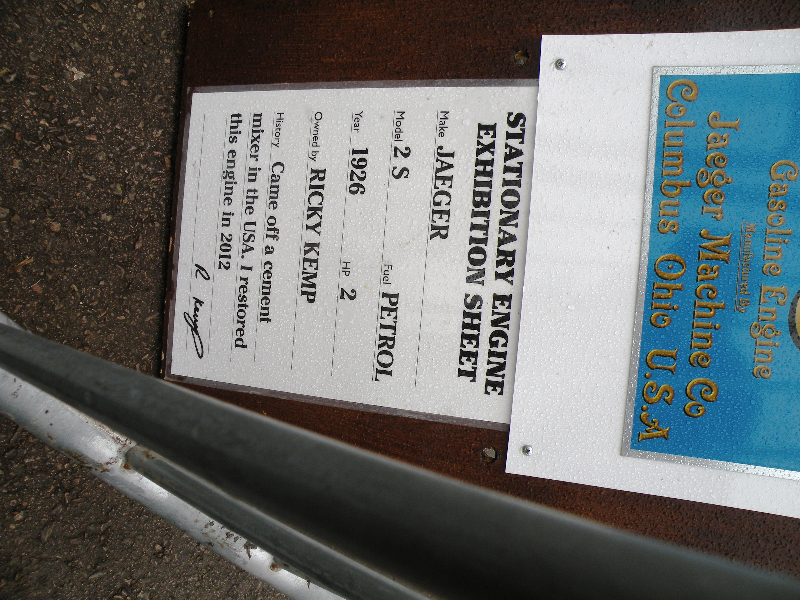 STATIONARY ENGINE
EXHIBITION SHEET
Make JAEGER
Model 2 S Fuel PETROL
Year 1926 HP 2
Owned by RICKY KEMP
History Came off a cement
mixer in the USA. I restored
this engine in 2012
R Kemp
Gasoline Engine
Manufactured By
Jaeger Machine Co
Columbus Ohio U.S.A